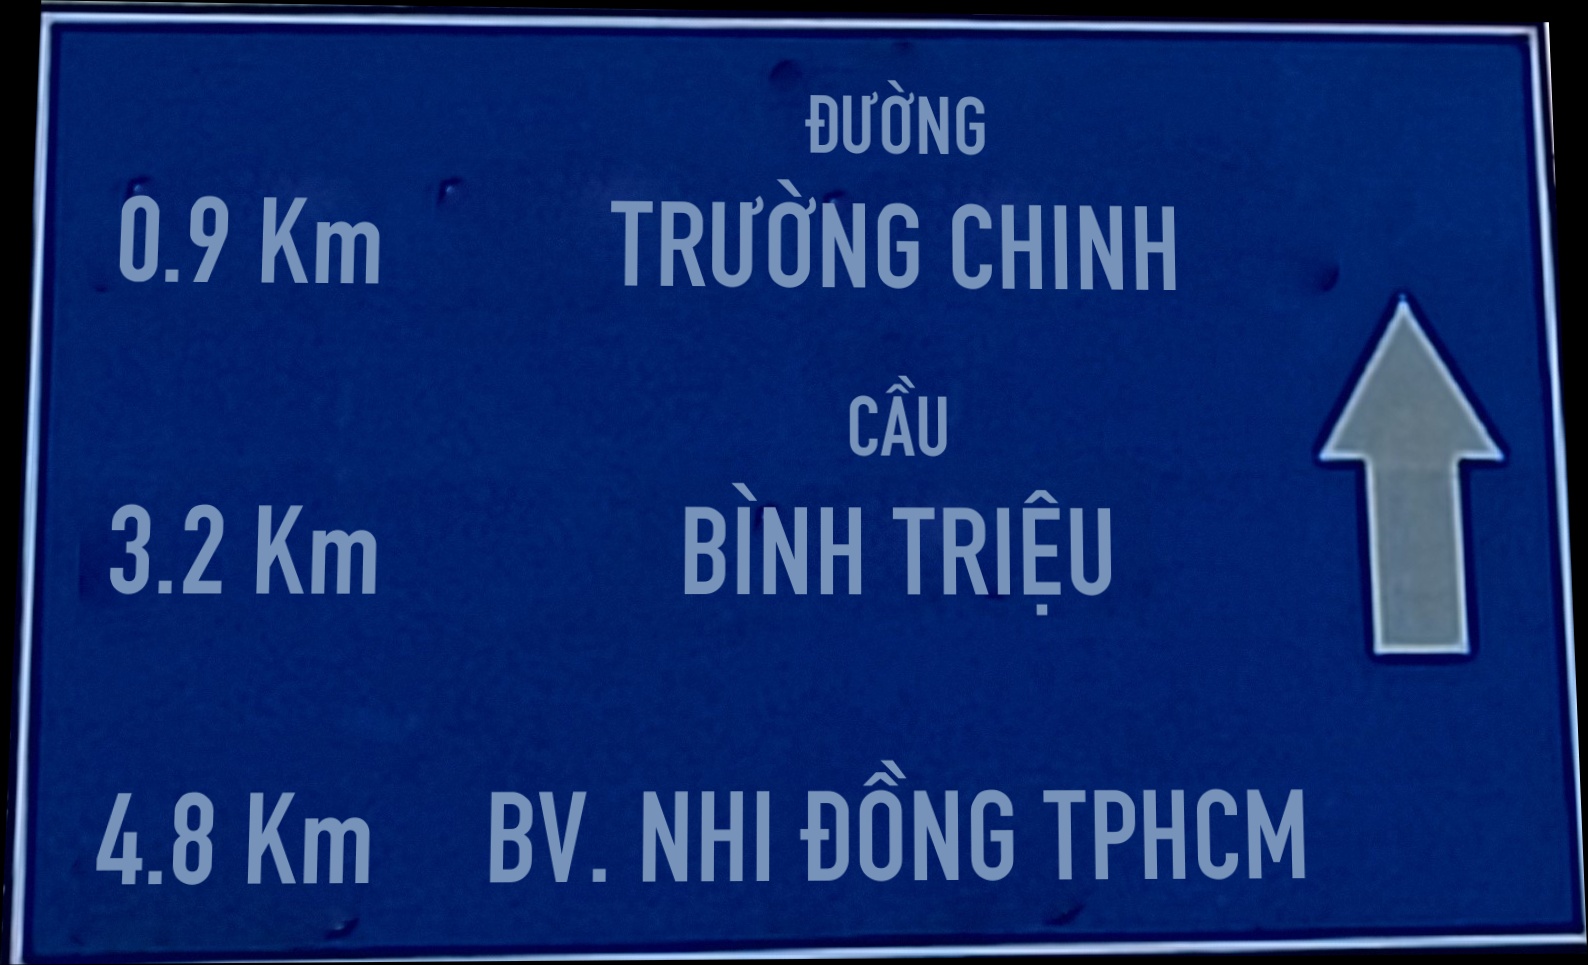 ĐƯỜNG
0.9 Km TRƯỜNG CHINH
CẦU
3.2 Km BÌNH TRIỆU
4.8 Km BV. NHI ĐỒNG TPHCM